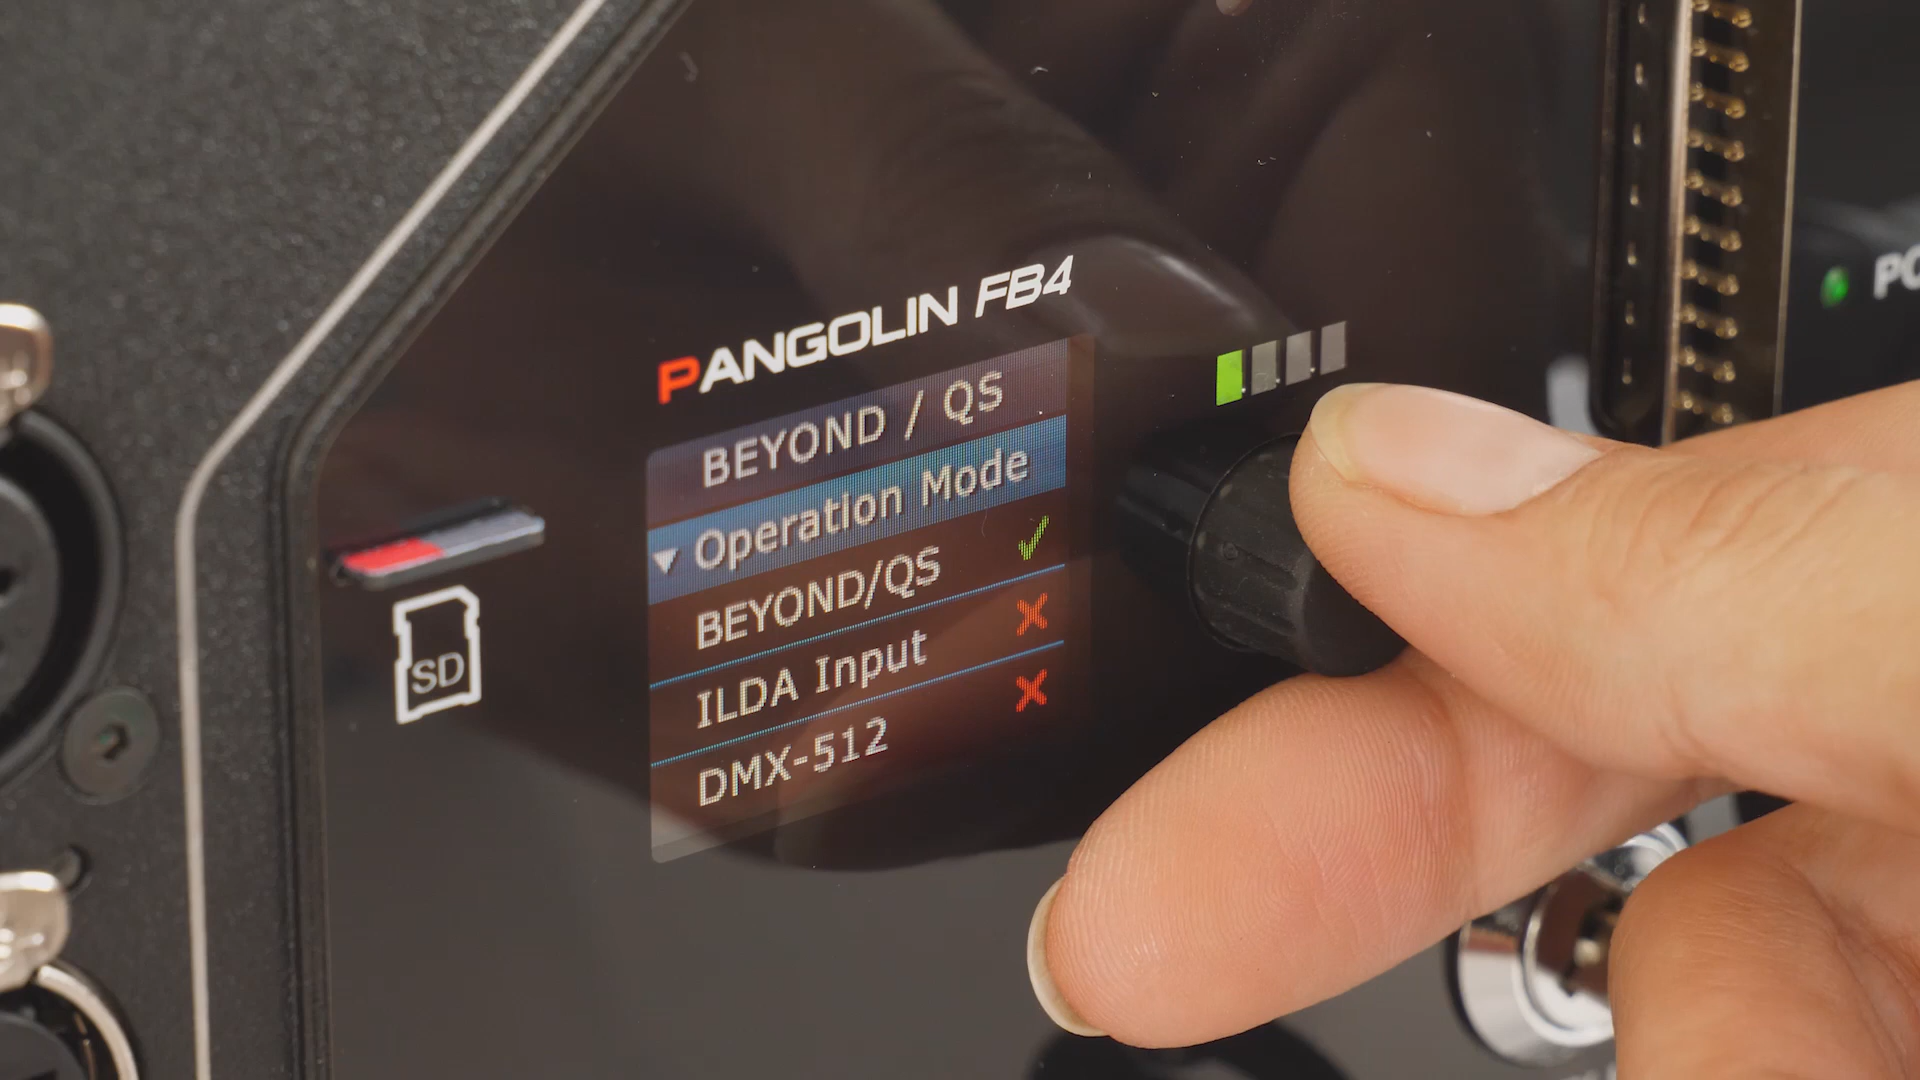 PANGOLIN FB4
BEYOND / QS
Operation Mode
BEYOND/QS
ILDA Input
DMX-512
SD